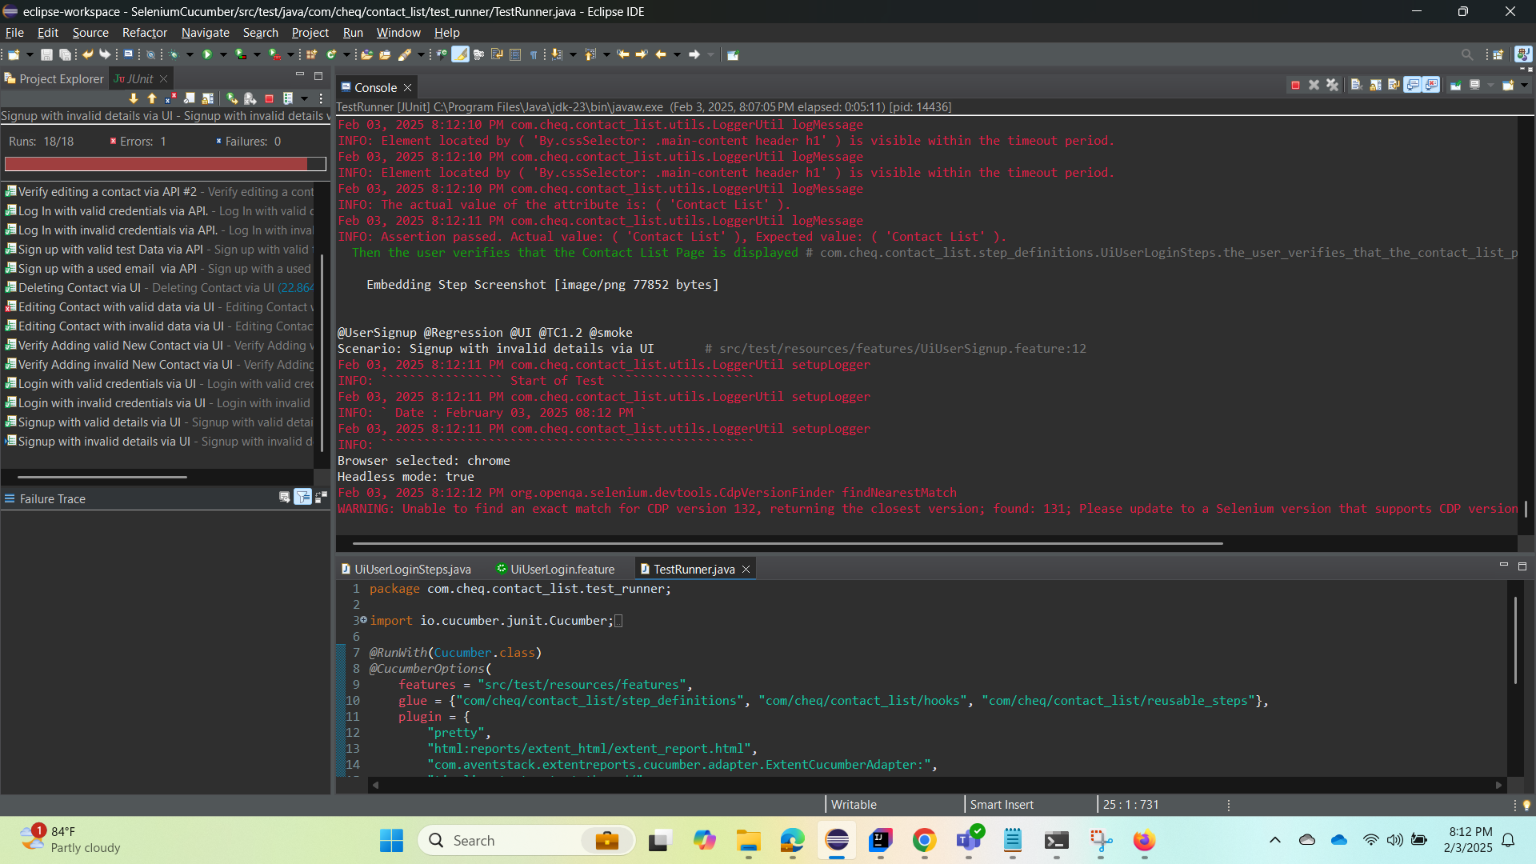 eclipse-workspace - SeleniumCucumber/src/test/java/com/cheq/contact_list/test_runner/TestRunner.java - Eclipse IDE
File Edit Source Refactor Navigate Search Project Run Window Help
Project Explorer JUnit
Signup with invalid details via UI - Signup with invalid details v
Runs: 18/18 Errors: 1 Failures: 0
Verify editing a contact via API #2 - Verify editing a cont
Log In with valid credentials via API. - Log In with valid c
Log In with invalid credentials via API. - Log In with inva
Sign up with valid test Data via API - Sign up with valid
Sign up with a used email  via API - Sign up with a used
Deleting Contact via UI - Deleting Contact via UI (22.864
Editing Contact with valid data via UI - Editing Contact v
Editing Contact with invalid data via UI - Editing Contac
Verify Adding valid New Contact via UI - Verify Adding v
Verify Adding invalid New Contact via UI - Verify Adding
Login with valid credentials via UI - Login with valid crec
Login with invalid credentials via UI - Login with invalid
Signup with valid details via UI - Signup with valid detai
Signup with invalid details via UI - Signup with invalid d
Failure Trace
Console
TestRunner [JUnit] C:\Program Files\Java\jdk-23\bin\javaw.exe (Feb 3, 2025, 8:07:05 PM elapsed: 0:05:11) [pid: 14436]
Feb 03, 2025 8:12:10 PM com.cheq.contact_list.utils.LoggerUtil logMessage
INFO: Element located by ( 'By.cssSelector: .main-content header h1' ) is visible within the timeout period.
Feb 03, 2025 8:12:10 PM com.cheq.contact_list.utils.LoggerUtil logMessage
INFO: Element located by ( 'By.cssSelector: .main-content header h1' ) is visible within the timeout period.
Feb 03, 2025 8:12:10 PM com.cheq.contact_list.utils.LoggerUtil logMessage
INFO: The actual value of the attribute is: ( 'Contact List' ).
Feb 03, 2025 8:12:11 PM com.cheq.contact_list.utils.LoggerUtil logMessage
INFO: Assertion passed. Actual value: ( 'Contact List' ), Expected value: ( 'Contact List' ).
Then the user verifies that the Contact List Page is displayed # com.cheq.contact_list.step_definitions.UiUserLoginSteps.the_user_verifies_that_the_contact_list_p
Embedding Step Screenshot [image/png 77852 bytes]
@UserSignup @Regression @UI @TC1.2 @smoke
Scenario: Signup with invalid details via UI # src/test/resources/features/UiUserSignup.feature:12
Feb 03, 2025 8:12:11 PM com.cheq.contact_list.utils.LoggerUtil setupLogger
INFO: ````````````````` Start of Test ````````````````````
Feb 03, 2025 8:12:11 PM com.cheq.contact_list.utils.LoggerUtil setupLogger
INFO: ` Date : February 03, 2025 08:12 PM `
Feb 03, 2025 8:12:11 PM com.cheq.contact_list.utils.LoggerUtil setupLogger
INFO: ````````````````````````````````````````````````````
Browser selected: chrome
Headless mode: true
Feb 03, 2025 8:12:12 PM org.openqa.selenium.devtools.CdpVersionFinder findNearestMatch
WARNING: Unable to find an exact match for CDP version 132, returning the closest version; found: 131; Please update to a Selenium version that supports CDP version
UiUserLoginSteps.java UiUserLogin.feature TestRunner.java
1 package com.cheq.contact_list.test_runner;
2
3 import io.cucumber.junit.Cucumber;
6
7 @RunWith(Cucumber.class)
8 @CucumberOptions(
9 features = "src/test/resources/features",
10 glue = {"com/cheq/contact_list/step_definitions", "com/cheq/contact_list/hooks", "com/cheq/contact_list/reusable_steps"},
11 plugin = {
12 "pretty",
13 "html:reports/extent_html/extent_report.html",
14 "com.aventstack.extentreports.cucumber.adapter.ExtentCucumberAdapter:",
Writable Smart Insert 25 : 1 : 731
1 84°F
Partly cloudy
Search
8:12 PM
2/3/2025